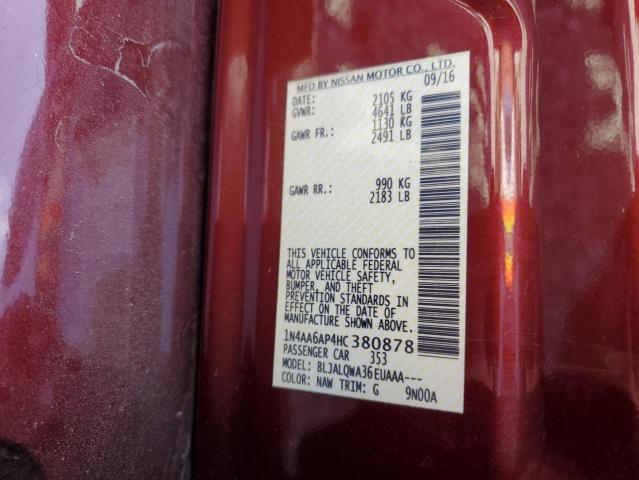 MFD BY NISSAN MOTOR CO., LTD.
DATE: 09/16
GVWR: 2105 KG
4641 LB
GAWR FR.: 1130 KG
2491 LB
GAWR RR.: 990 KG
2183 LB
THIS VEHICLE CONFORMS TO
ALL APPLICABLE FEDERAL
MOTOR VEHICLE SAFETY,
BUMPER, AND THEFT
PREVENTION STANDARDS IN
EFFECT ON THE DATE OF
MANUFACTURE SHOWN ABOVE.
1N4AA6AP4HC380878
PASSENGER CAR 353
MODEL: BLJALQWA36EUAAA---
COLOR: NAW TRIM: G 9N00A